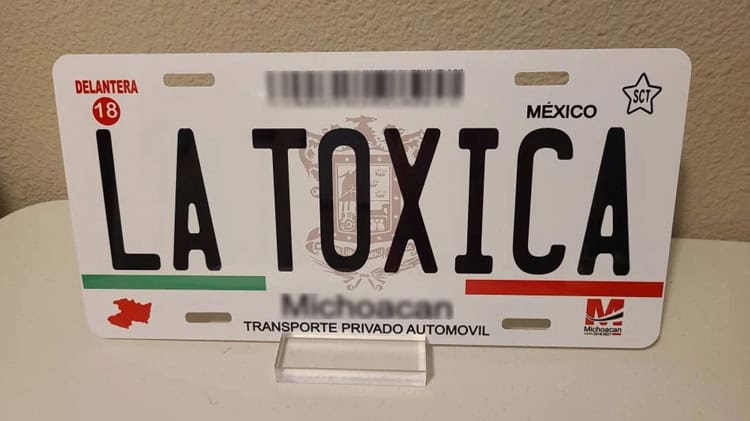 DELANTERA
18
SCT
MÉXICO
LA TOXICA
Michoacan
TRANSPORTE PRIVADO AUTOMOVIL
M
Michoacan